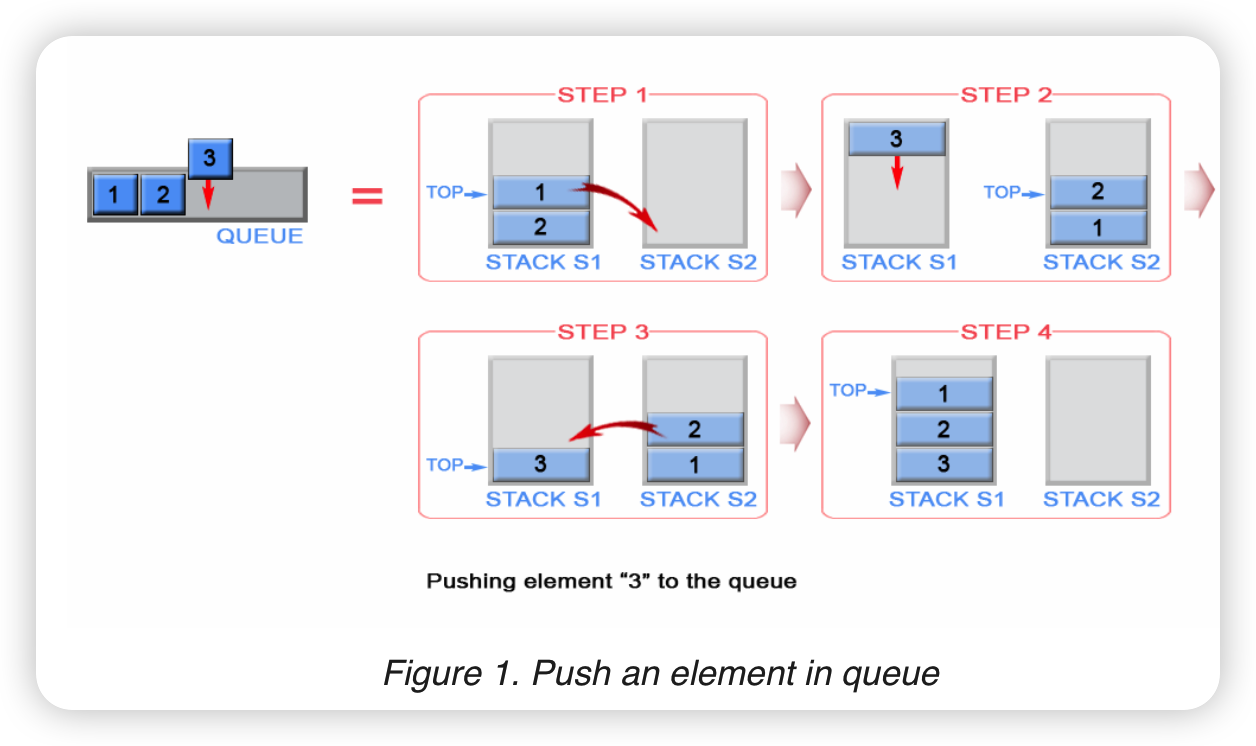 3
1 2
QUEUE
=
STEP 1
TOP
1
2
STACK S1
STACK S2
STEP 2
3
STACK S1
TOP
2
1
STACK S2
STEP 3
TOP
3
STACK S1
2
1
STACK S2
STEP 4
TOP
1
2
3
STACK S1
STACK S2
Pushing element “3” to the queue
Figure 1. Push an element in queue